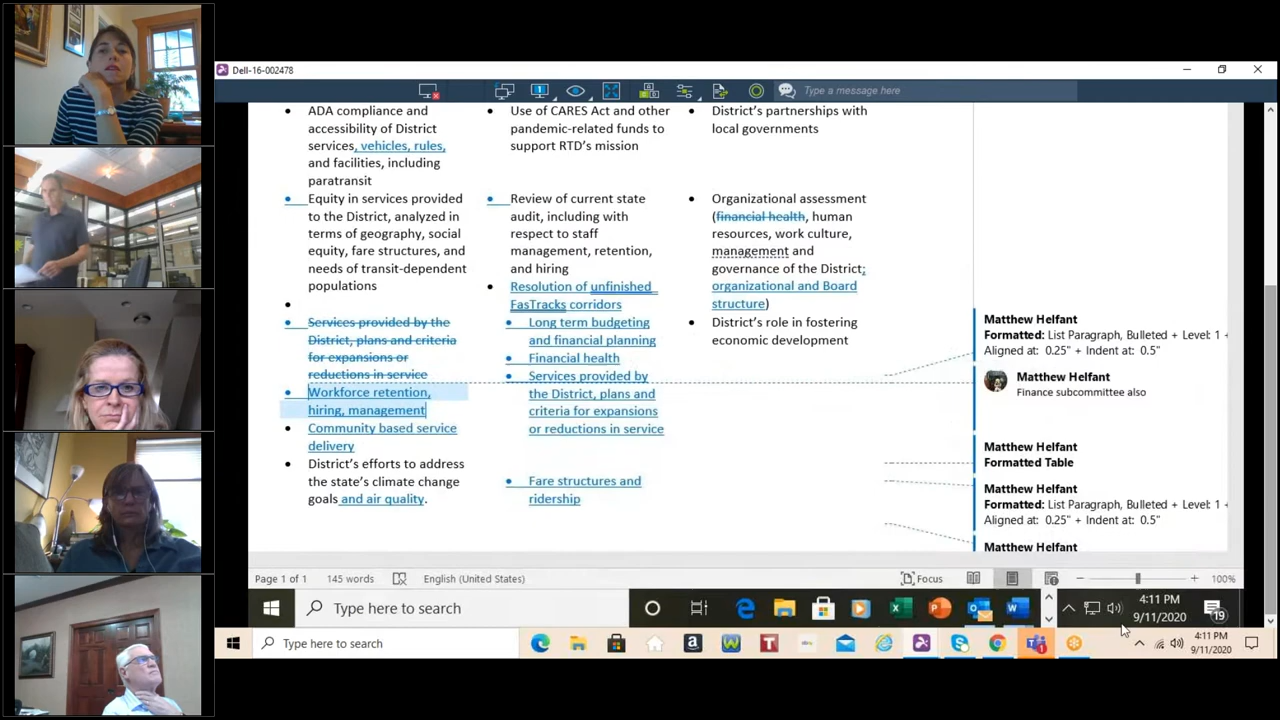 Dell-16-002478
Type a message here
• ADA compliance and
accessibility of District
services, vehicles, rules,
and facilities, including
paratransit
• Equity in services provided
to the District, analyzed in
terms of geography, social
equity, fare structures, and
needs of transit-dependent
populations
•
• Services provided by the
District, plans and criteria
for expansions or
reductions in service
• Workforce retention,
hiring, management
• Community based service
delivery
• District’s efforts to address
the state’s climate change
goals and air quality.
• Use of CARES Act and other
pandemic-related funds to
support RTD’s mission
• Review of current state
audit, including with
respect to staff
management, retention,
and hiring
• Resolution of unfinished
FasTracks corridors
• Long term budgeting
and financial planning
• Financial health
• Services provided by
the District, plans and
criteria for expansions
or reductions in service
• Fare structures and
ridership
• District’s partnerships with
local governments
• Organizational assessment
(financial health, human
resources, work culture,
management and
governance of the District;
organizational and Board
structure)
• District’s role in fostering
economic development
Matthew Helfant
Formatted: List Paragraph, Bulleted + Level: 1 +
Aligned at: 0.25" + Indent at: 0.5"
Matthew Helfant
Finance subcommittee also
Matthew Helfant
Formatted Table
Matthew Helfant
Formatted: List Paragraph, Bulleted + Level: 1 +
Aligned at: 0.25" + Indent at: 0.5"
Matthew Helfant
Page 1 of 1 145 words English (United States) Focus 100%
Type here to search
4:11 PM
9/11/2020
19
Type here to search
4:11 PM
9/11/2020